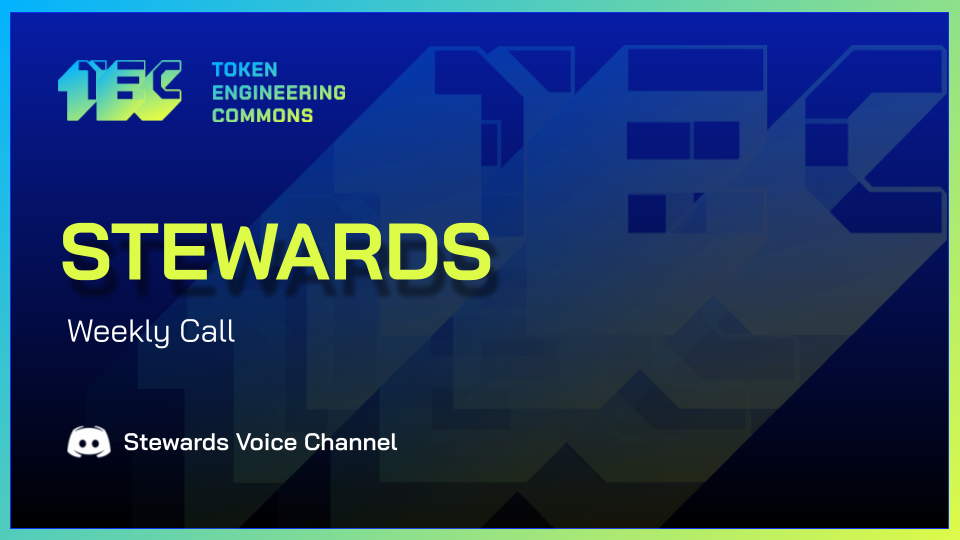 TEC
TOKEN
ENGINEERING
COMMONS
STEWARDS
Weekly Call
Stewards Voice Channel